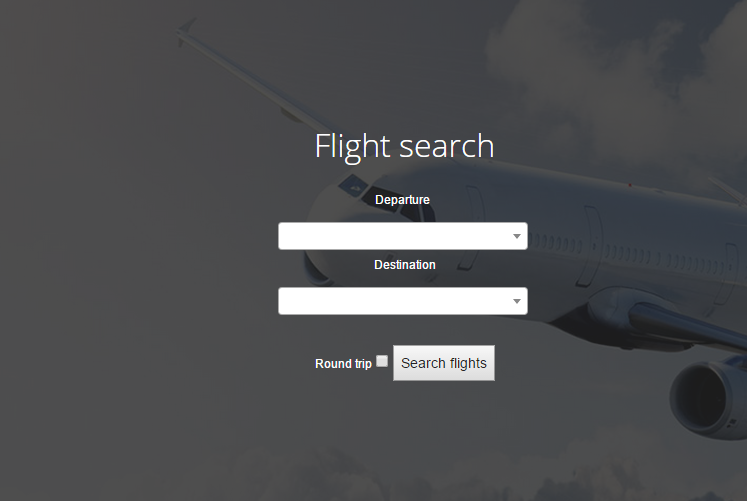 Flight search
Departure
Destination
Round trip Search flights